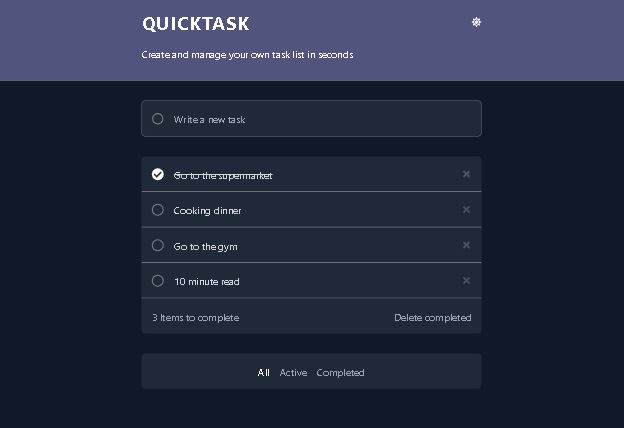 QUICKTASK
Create and manage your own task list in seconds
Write a new task
Go to the supermarket
Cooking dinner
Go to the gym
10 minute read
3 Items to complete Delete completed
All Active Completed